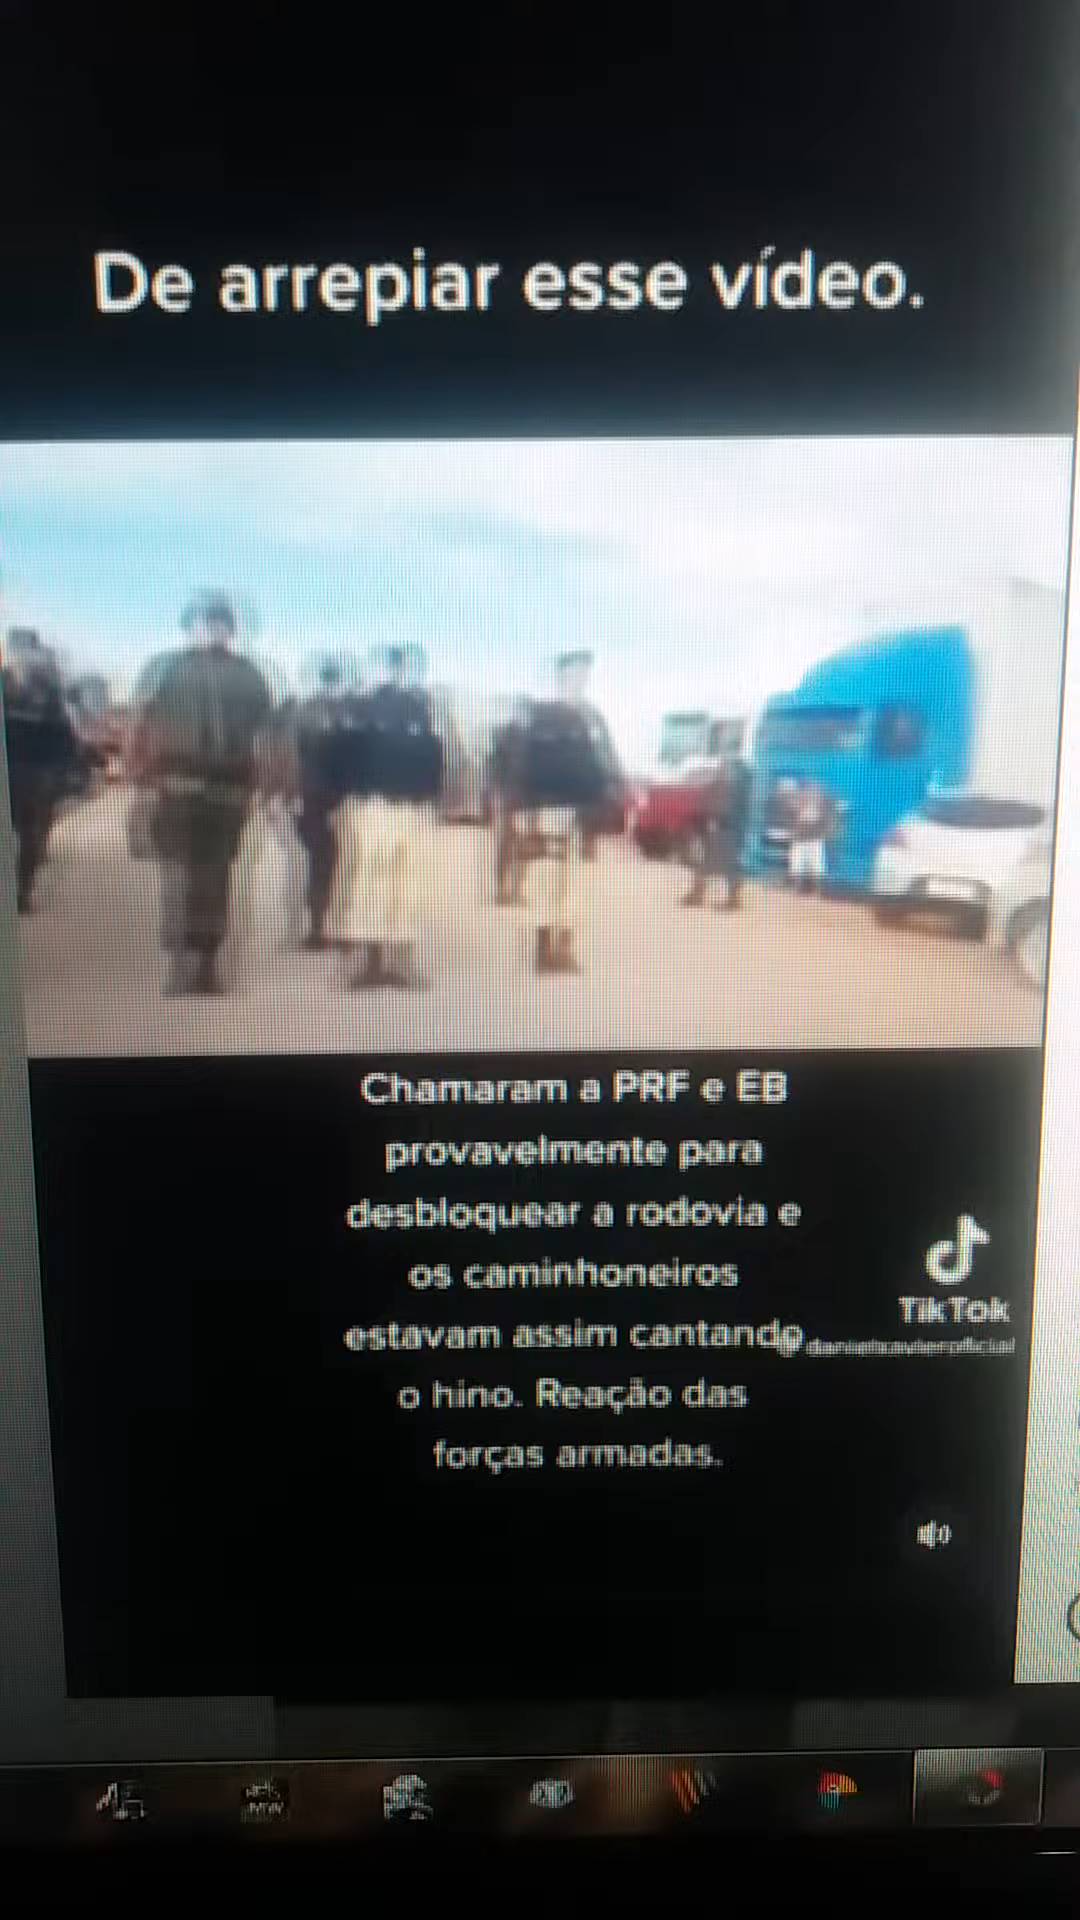 De arrepiar esse vídeo.
Chamaram a PRF e EB
provavelmente para
desbloquear a rodovia e
os caminhoneiros
estavam assim cantando
o hino. Reação das
forças armadas.
TikTok